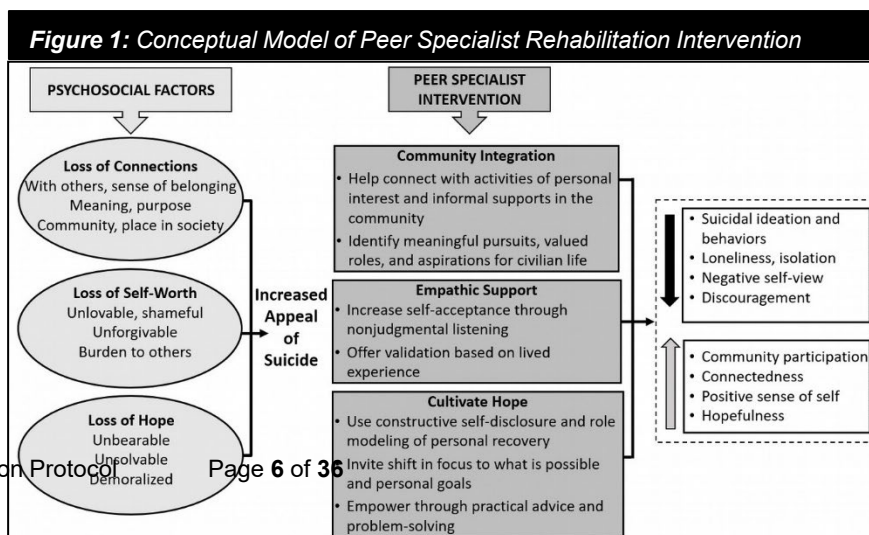 Figure 1: Conceptual Model of Peer Specialist Rehabilitation Intervention
PSYCHOSOCIAL FACTORS
Loss of Connections
With others, sense of belonging
Meaning, purpose
Community, place in society
Loss of Self-Worth
Unlovable, shameful
Unforgivable
Burden to others
Loss of Hope
Unbearable
Unsolvable
Demoralized
Increased
Appeal
of
Suicide
PEER SPECIALIST
INTERVENTION
Community Integration
• Help connect with activities of personal
interest and informal supports in the
community
• Identify meaningful pursuits, valued
roles, and aspirations for civilian life
Empathic Support
• Increase self-acceptance through
nonjudgmental listening
• Offer validation based on lived
experience
Cultivate Hope
• Use constructive self-disclosure and role
modeling of personal recovery
Invite shift in focus to what is possible
and personal goals
• Empower through practical advice and
problem-solving
• Suicidal ideation and
behaviors
• Loneliness, isolation
• Negative self-view
• Discouragement
• Community participation
• Connectedness
• Positive sense of self
• Hopefulness
on Protocol Page 6 of 36